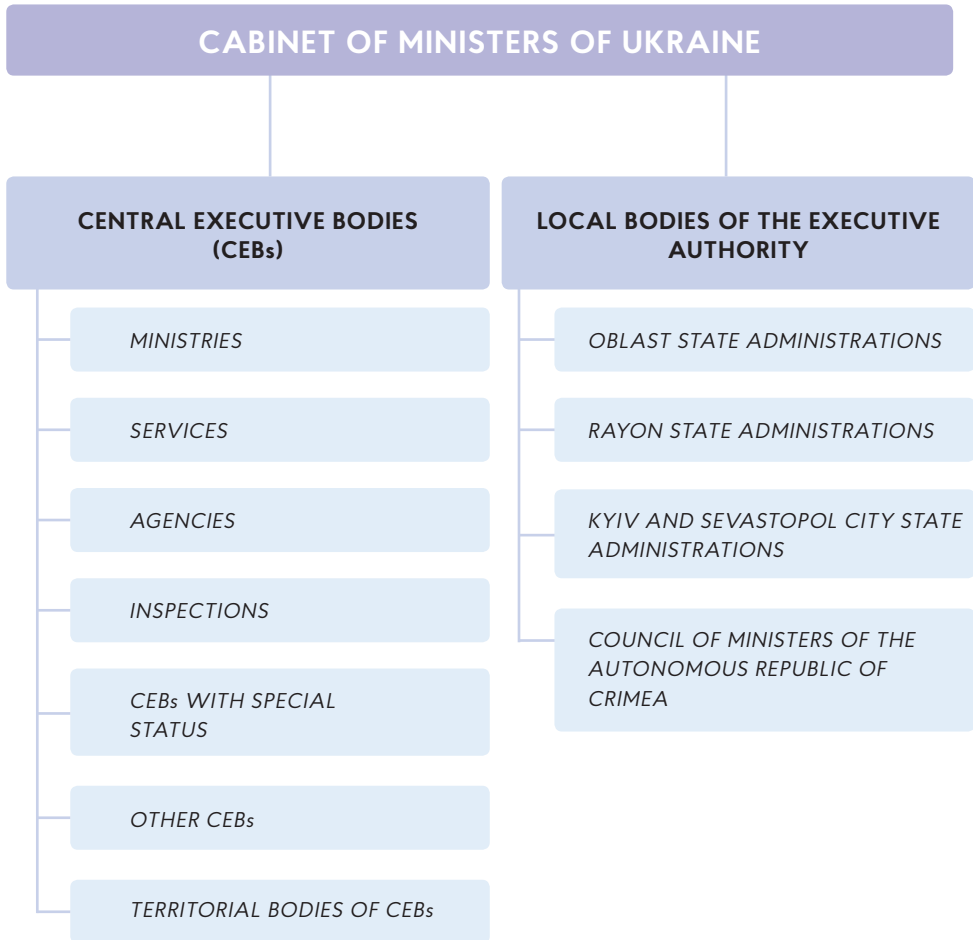 CABINET OF MINISTERS OF UKRAINE
CENTRAL EXECUTIVE BODIES
(CEBs)
MINISTRIES
SERVICES
AGENCIES
INSPECTIONS
CEBs WITH SPECIAL
STATUS
OTHER CEBs
TERRITORIAL BODIES OF CEBs
LOCAL BODIES OF THE EXECUTIVE
AUTHORITY
OBLAST STATE ADMINISTRATIONS
RAYON STATE ADMINISTRATIONS
KYIV AND SEVASTOPOL CITY STATE
ADMINISTRATIONS
COUNCIL OF MINISTERS OF THE
AUTONOMOUS REPUBLIC OF
CRIMEA